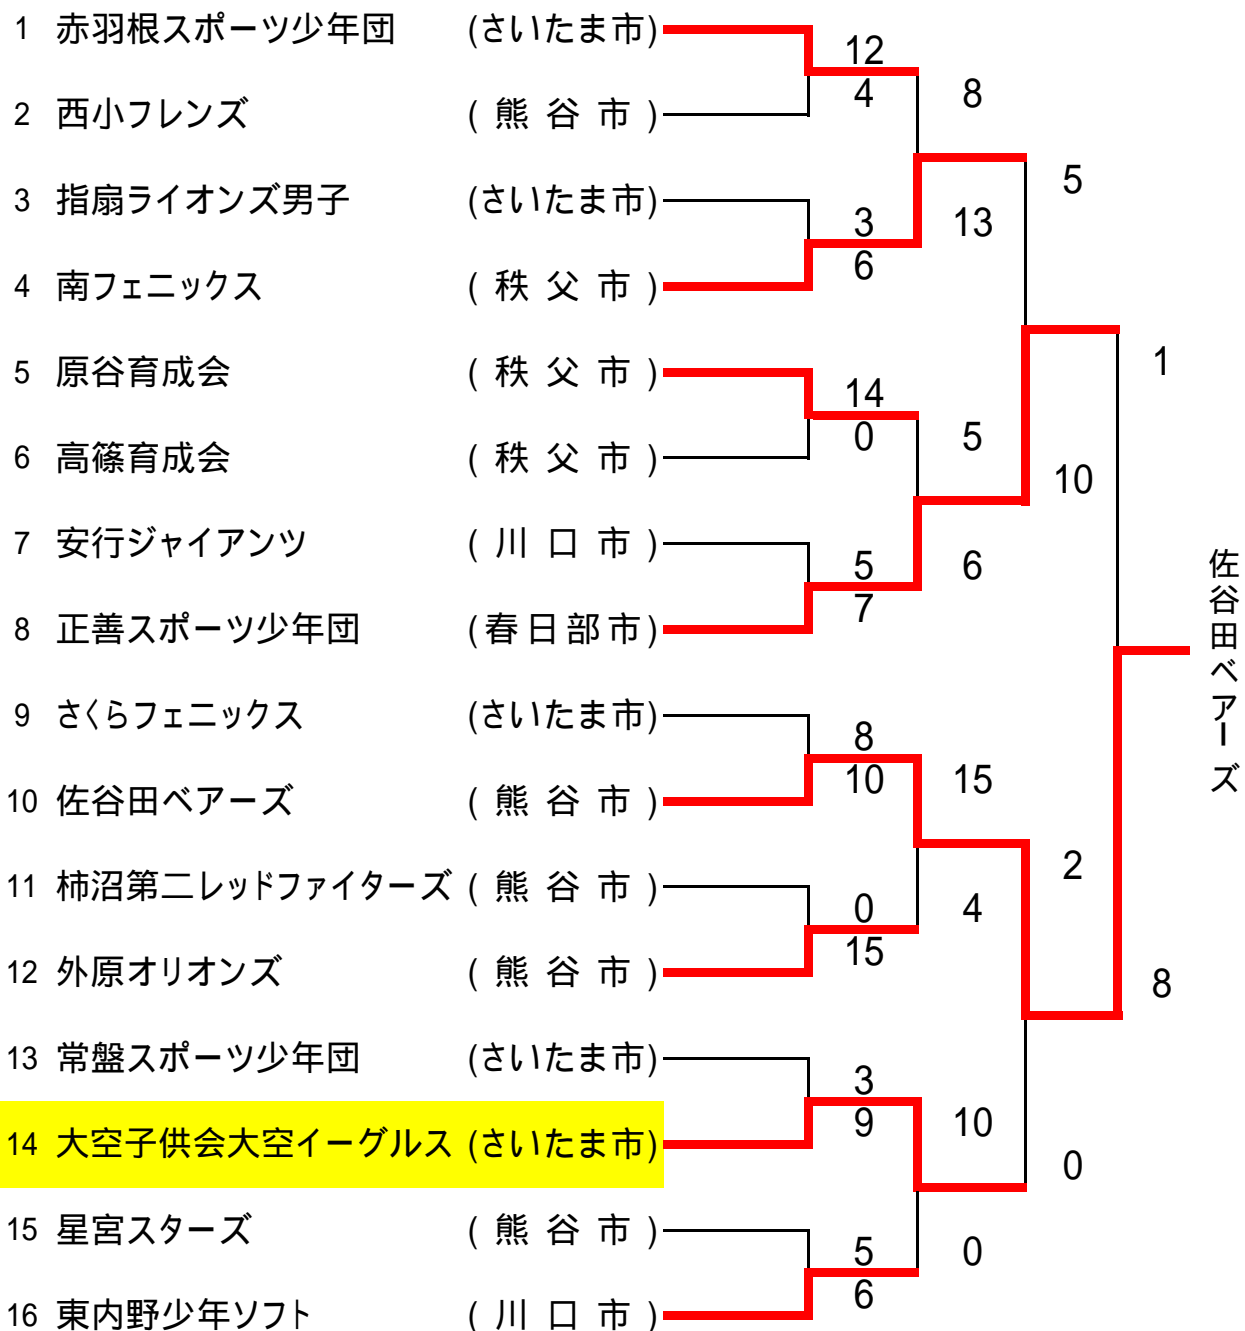 1 赤羽根スポーツ少年団 (さいたま市)
12
4
8
2 西小フレンズ (熊谷市)
5
3 指扇ライオンズ男子 (さいたま市)
3
6
13
4 南フェニックス (秩父市)
1
5 原谷育成会 (秩父市)
14
0
5
6 高篠育成会 (秩父市)
10
7 安行ジャイアンツ (川口市)
5
7
6
8 正善スポーツ少年団 (春日部市)
佐谷田ベアーズ
9 さくらフェニックス (さいたま市)
8
10
15
10 佐谷田ベアーズ (熊谷市)
2
11 柿沼第二レッドファイターズ (熊谷市)
0
15
4
12 外原オリオンズ (熊谷市)
8
13 常盤スポーツ少年団 (さいたま市)
3
9
10
14 大空子供会大空イーグルス (さいたま市)
0
15 星宮スターズ (熊谷市)
5
6
0
16 東内野少年ソフト (川口市)